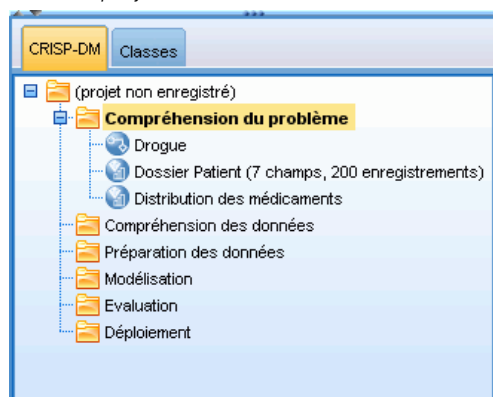 CRISP-DM Classes
(projet non enregistré)
Compréhension du problème
Drogue
Dossier Patient (7 champs, 200 enregistrements)
Distribution des médicaments
Compréhension des données
Préparation des données
Modélisation
Evaluation
Déploiement